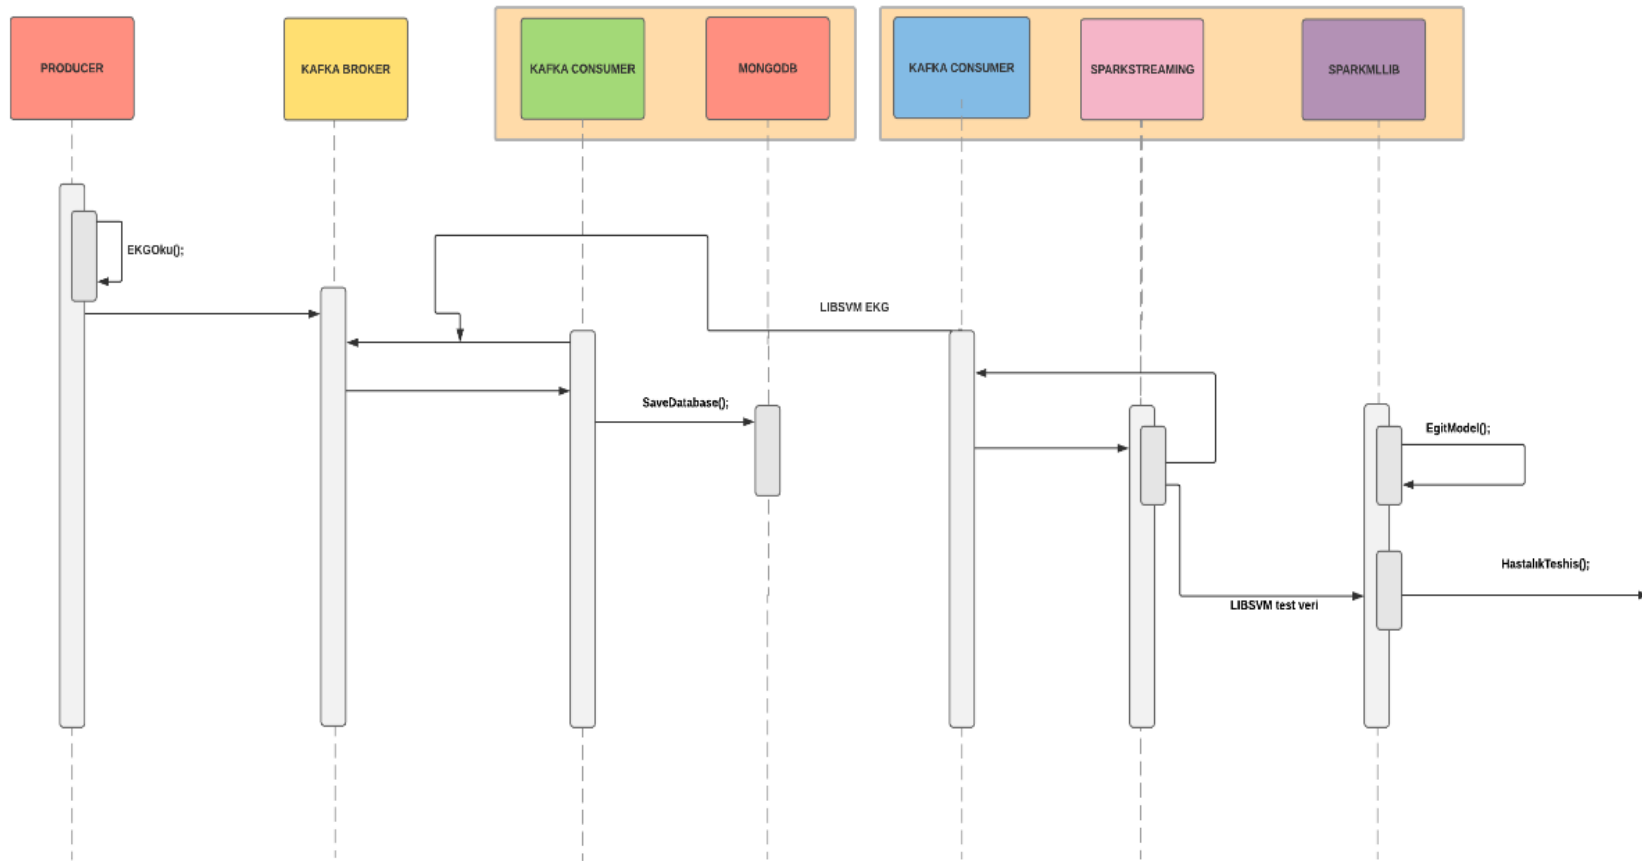 PRODUCER
KAFKA BROKER
KAFKA CONSUMER
MONGODB
KAFKA CONSUMER
SPARKSTREAMING
SPARKMLLIB
EKGOku();
LIBSVM EKG
SaveDatabase();
EgitModel();
HastalıkTeshis();
LIBSVM test veri